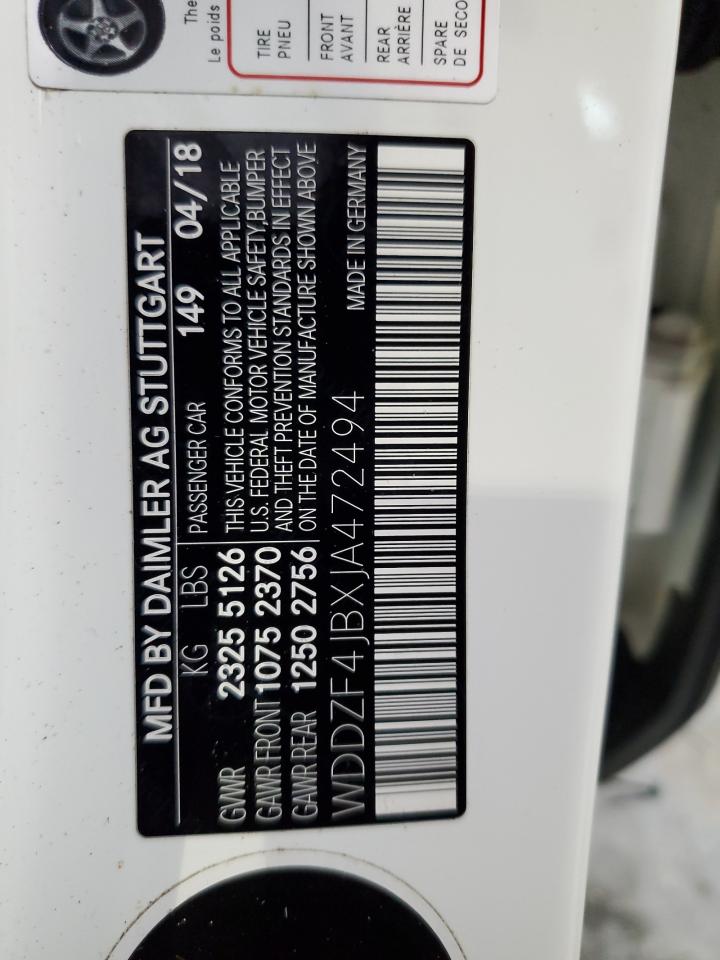 The
Le poids
TIRE
PNEU
FRONT
AVANT
REAR
ARRIÈRE
SPARE
DE SECO
MFD BY DAIMLER AG STUTTGART
KG LBS PASSENGER CAR 149 04/18
GVWR 2325 5126 THIS VEHICLE CONFORMS TO ALL APPLICABLE
GAWR FRONT 1075 2370 U.S. FEDERAL MOTOR VEHICLE SAFETY,BUMPER
GAWR REAR 1250 2756 AND THEFT PREVENTION STANDARDS IN EFFECT
ON THE DATE OF MANUFACTURE SHOWN ABOVE
WDDZF4JBXJA472494 MADE IN GERMANY